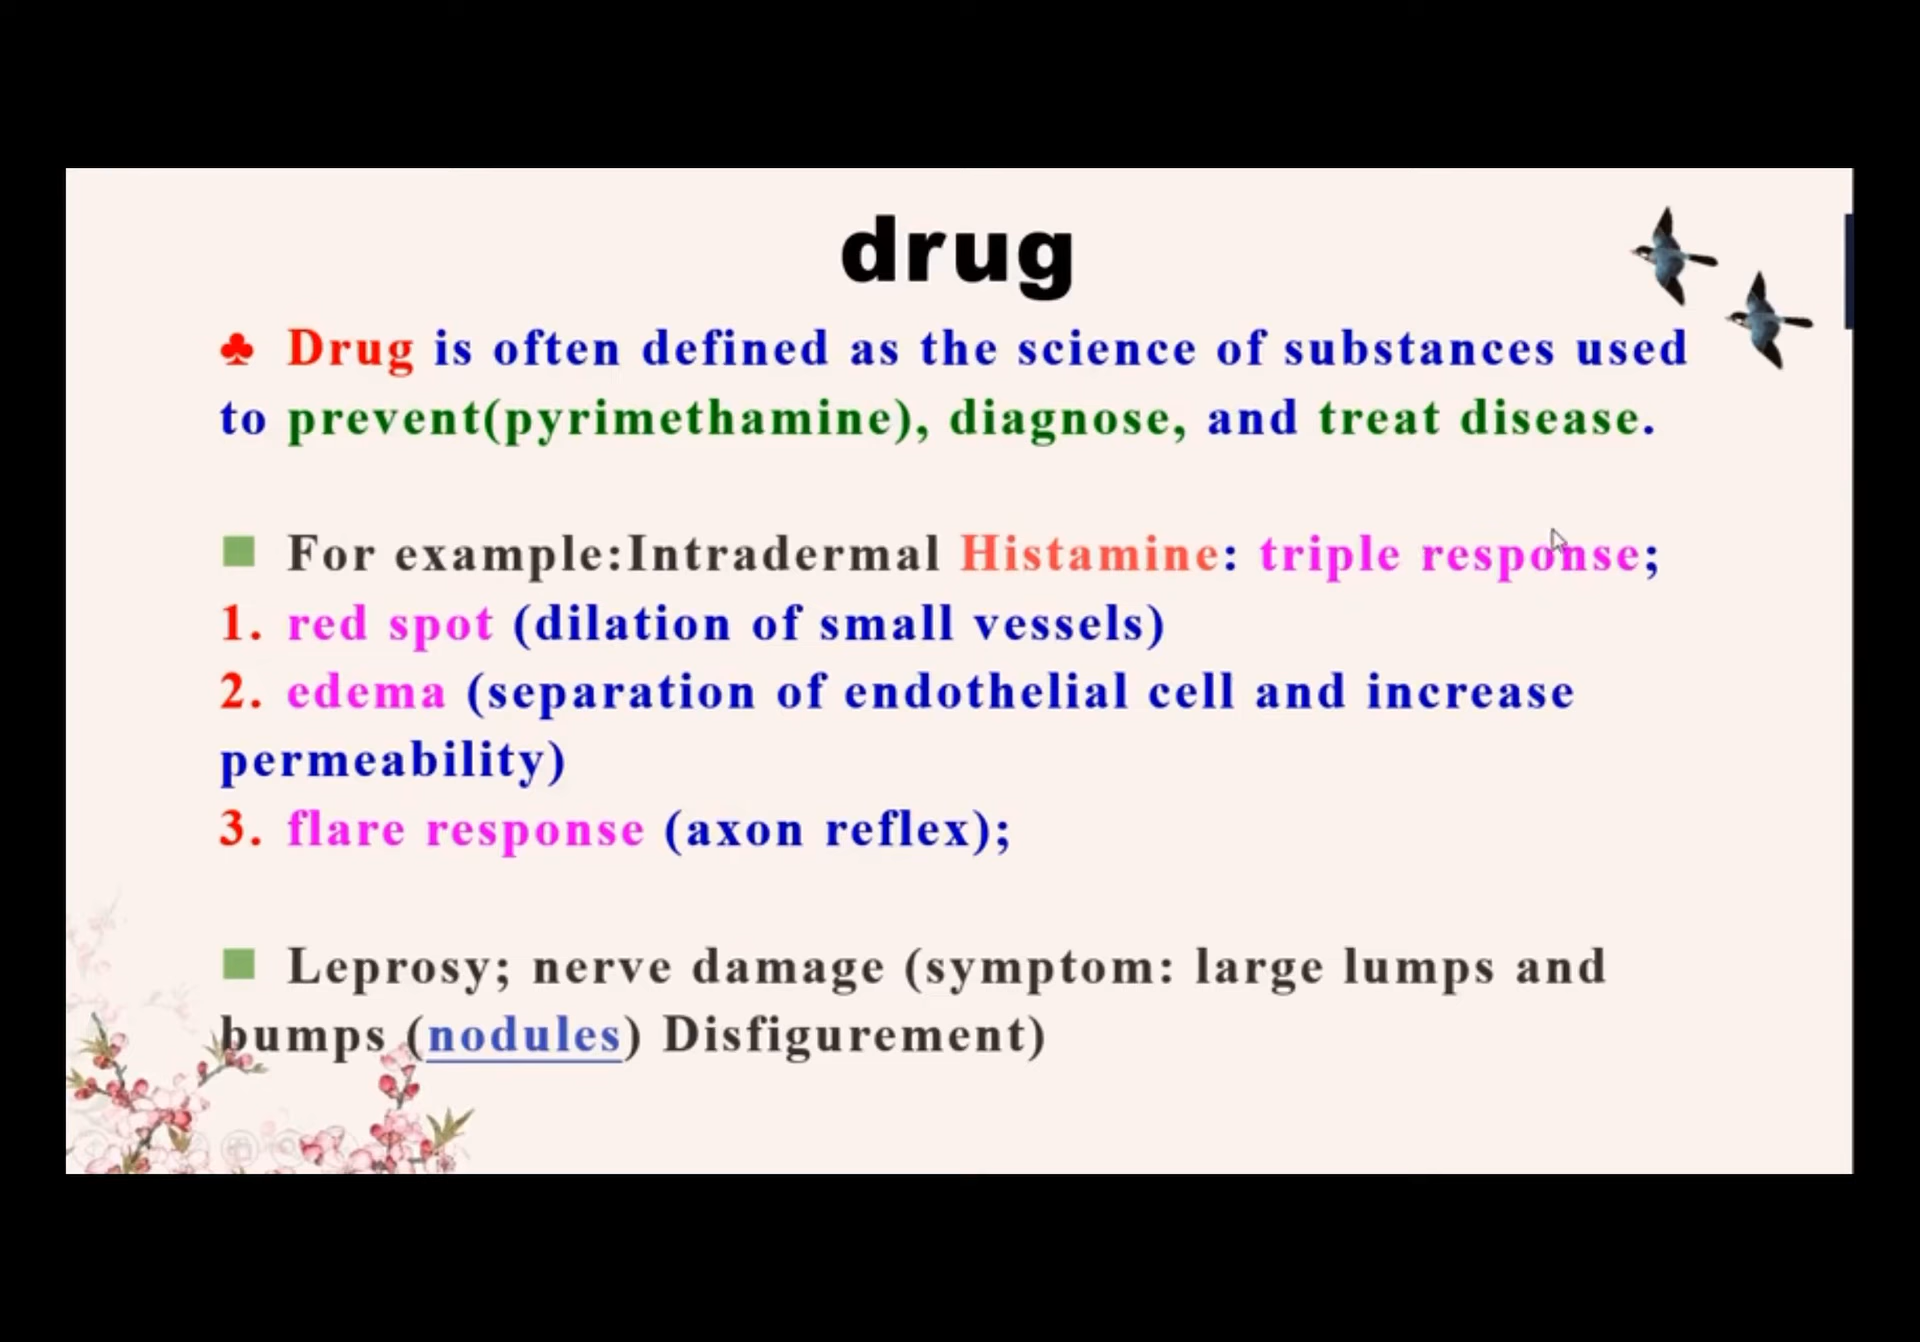 drug
♣ Drug is often defined as the science of substances used
to prevent(pyrimethamine), diagnose, and treat disease.
■ For example:Intradermal Histamine: triple response;
1. red spot (dilation of small vessels)
2. edema (separation of endothelial cell and increase
permeability)
3. flare response (axon reflex);
■ Leprosy; nerve damage (symptom: large lumps and
bumps (nodules) Disfigurement)